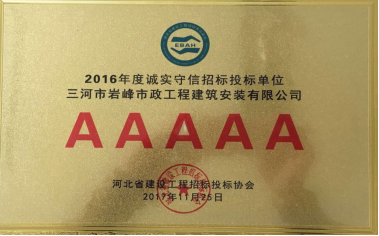 EBAH
2016年度诚实守信招标投标单位
三河市岩峰市政工程建筑安装有限公司
AAAAA
河北省建设工程招标投标协会
2017年11月25日